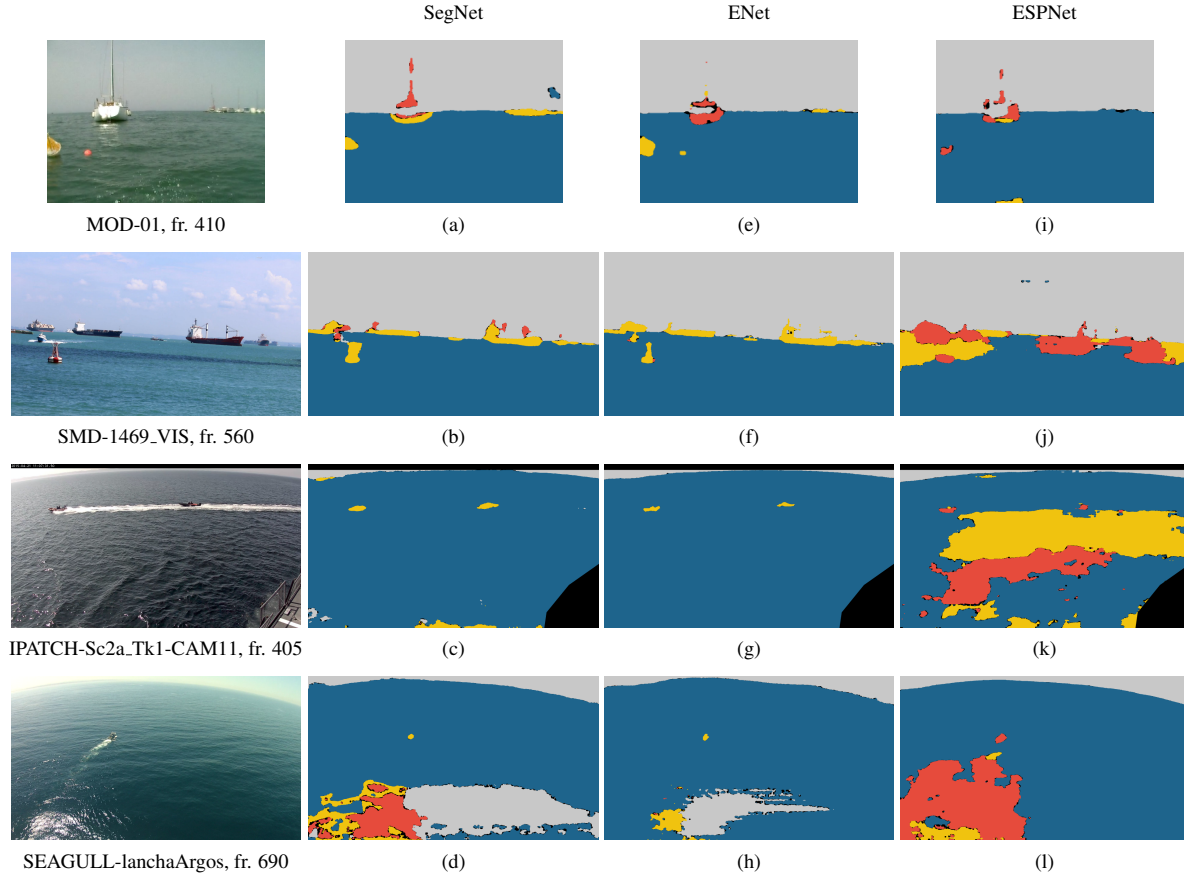 SegNet ENet ESPNet
MOD-01, fr. 410 (a) (e) (i)
SMD-1469_VIS, fr. 560 (b) (f) (j)
IPATCH-Sc2a_Tk1-CAM11, fr. 405 (c) (g) (k)
SEAGULL-lanchaArgos, fr. 690 (d) (h) (l)